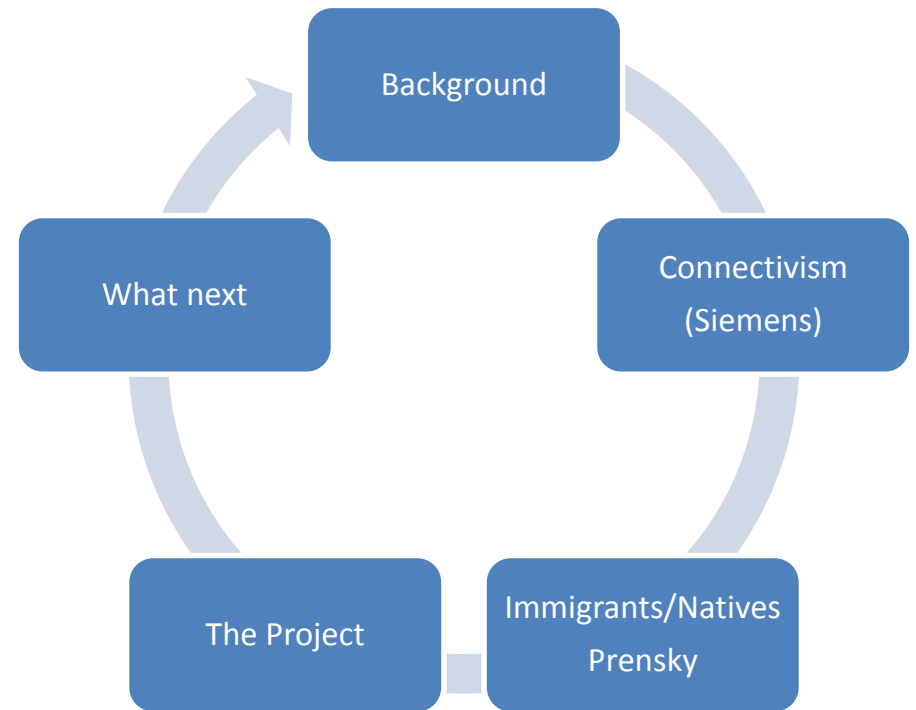 Background
Connectivism
(Siemens)
Immigrants/Natives
Prensky
The Project
What next